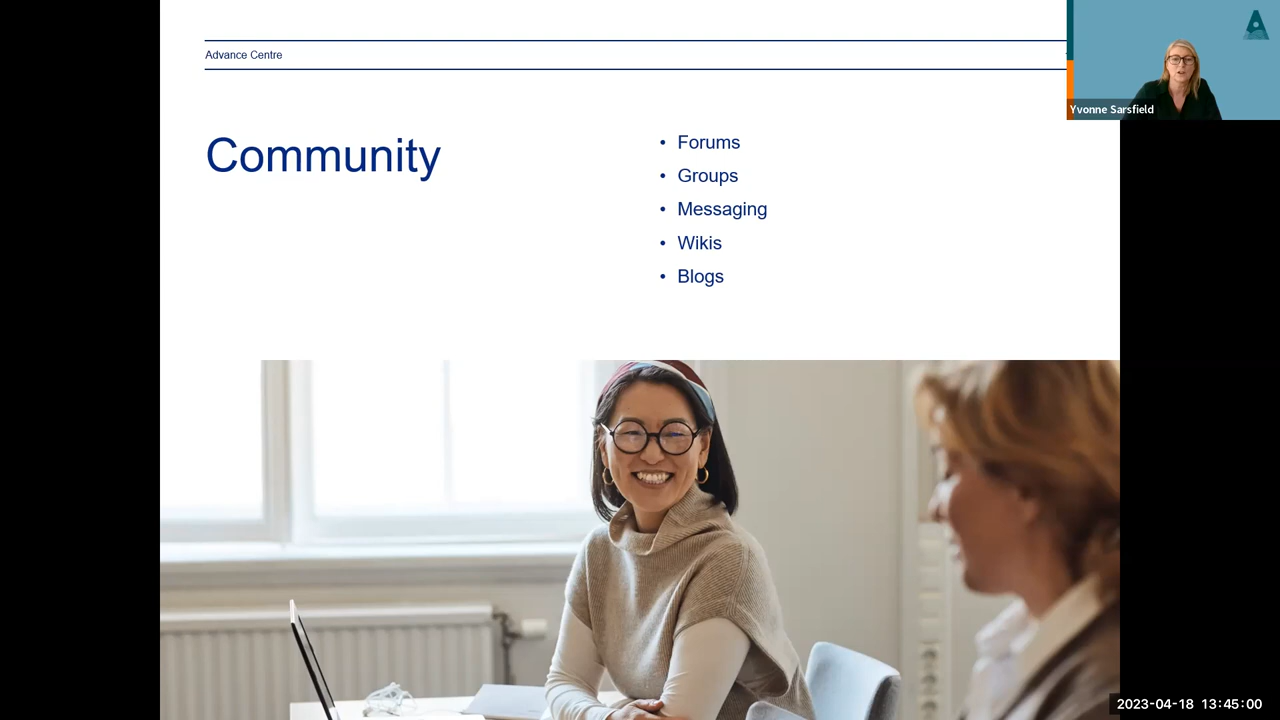 Advance Centre
Yvonne Sarsfield
Community
• Forums
• Groups
• Messaging
• Wikis
• Blogs
2023-04-18 13:45:00